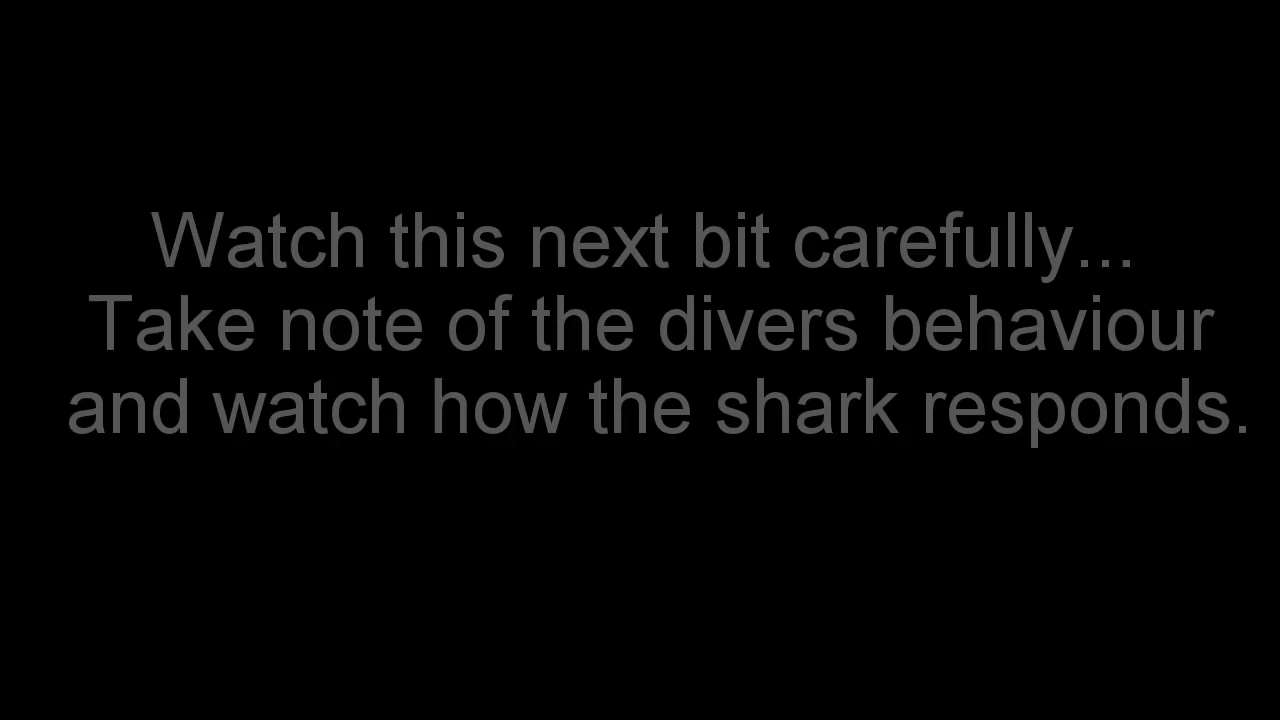 Watch this next bit carefully...
Take note of the divers behaviour
and watch how the shark responds.